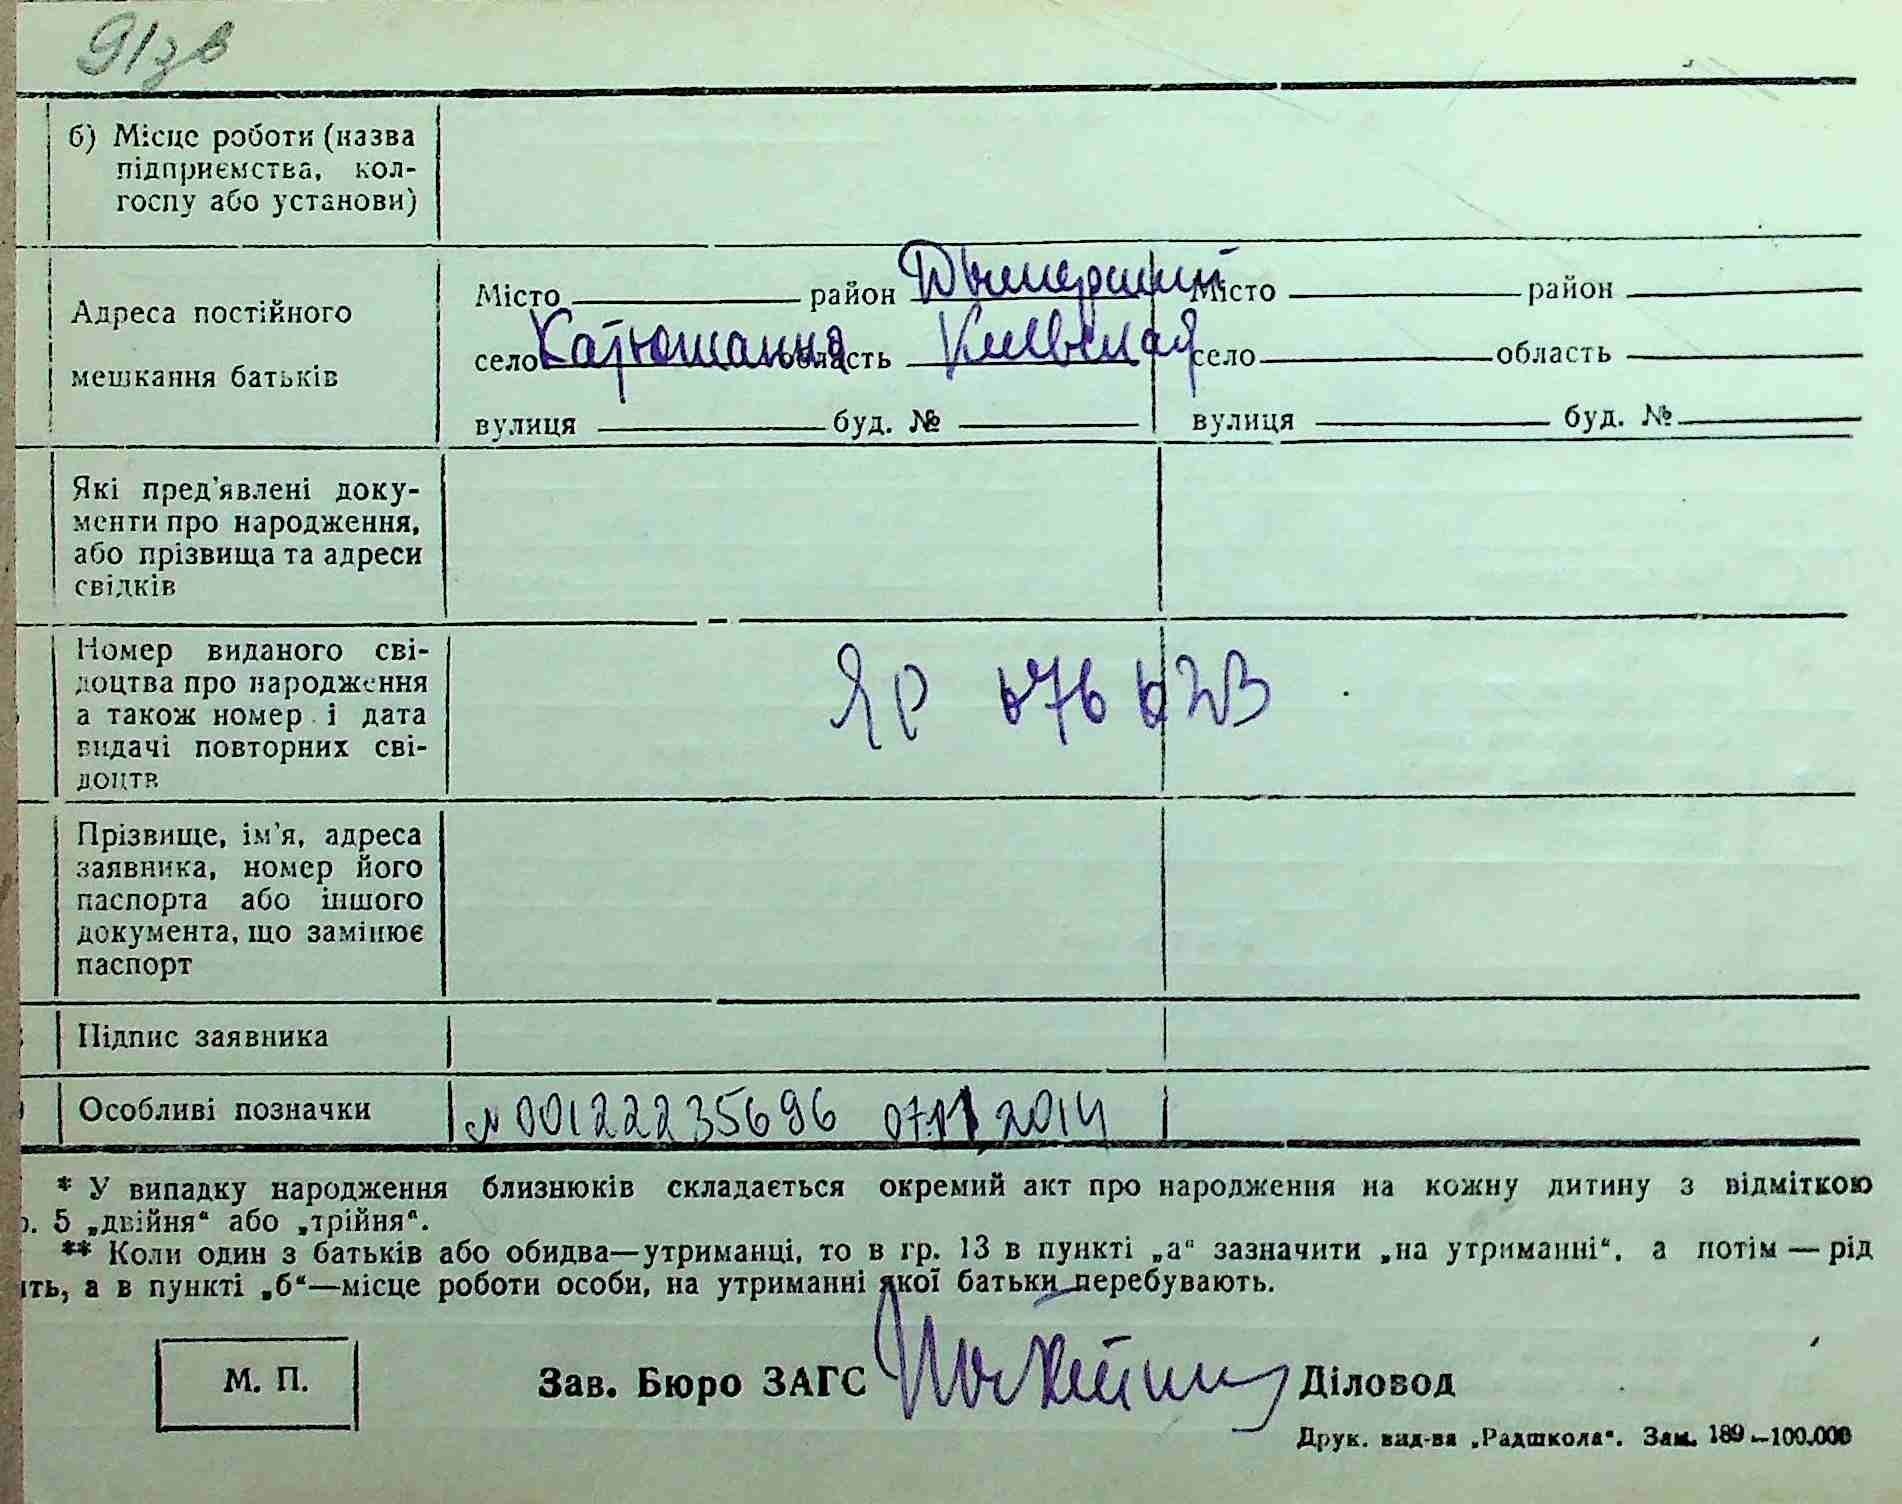 91зв
б) Місце роботи (назва
підприємства, кол-
госпу або установи)
Адреса постійного
мешкання батьків
Місто район Дымерский Місто район
село Катюжанка область Киевская село область
вулиця буд. № вулиця буд. №
Які пред'явлені доку-
менти про народження,
або прізвища та адреси
свідків
Номер виданого сві-
доцтва про народження
а також номер і дата
видачі повторних сві-
доцтв
ЯР
Прізвище, ім'я, адреса
заявника, номер його
паспорта або іншого
документа, що замінює
паспорт
Підпис заявника
Особливі позначки
N 00122235696 07.11.2014
* У випадку народження близнюків складається окремий акт про народження на кожну дитину з відміткою
5 „двійня“ або „трійня“.
** Коли один з батьків або обидва—утриманці, то в гр. 13 в пункті „а“ зазначити „на утриманні“, а потім — рід
а в пункті „б“—місце роботи особи, на утриманні якої батьки перебувають.
М. П.
Зав. Бюро ЗАГС Діловод
Друк. вид-ва „Радшкола“. Зам. 189—100.000